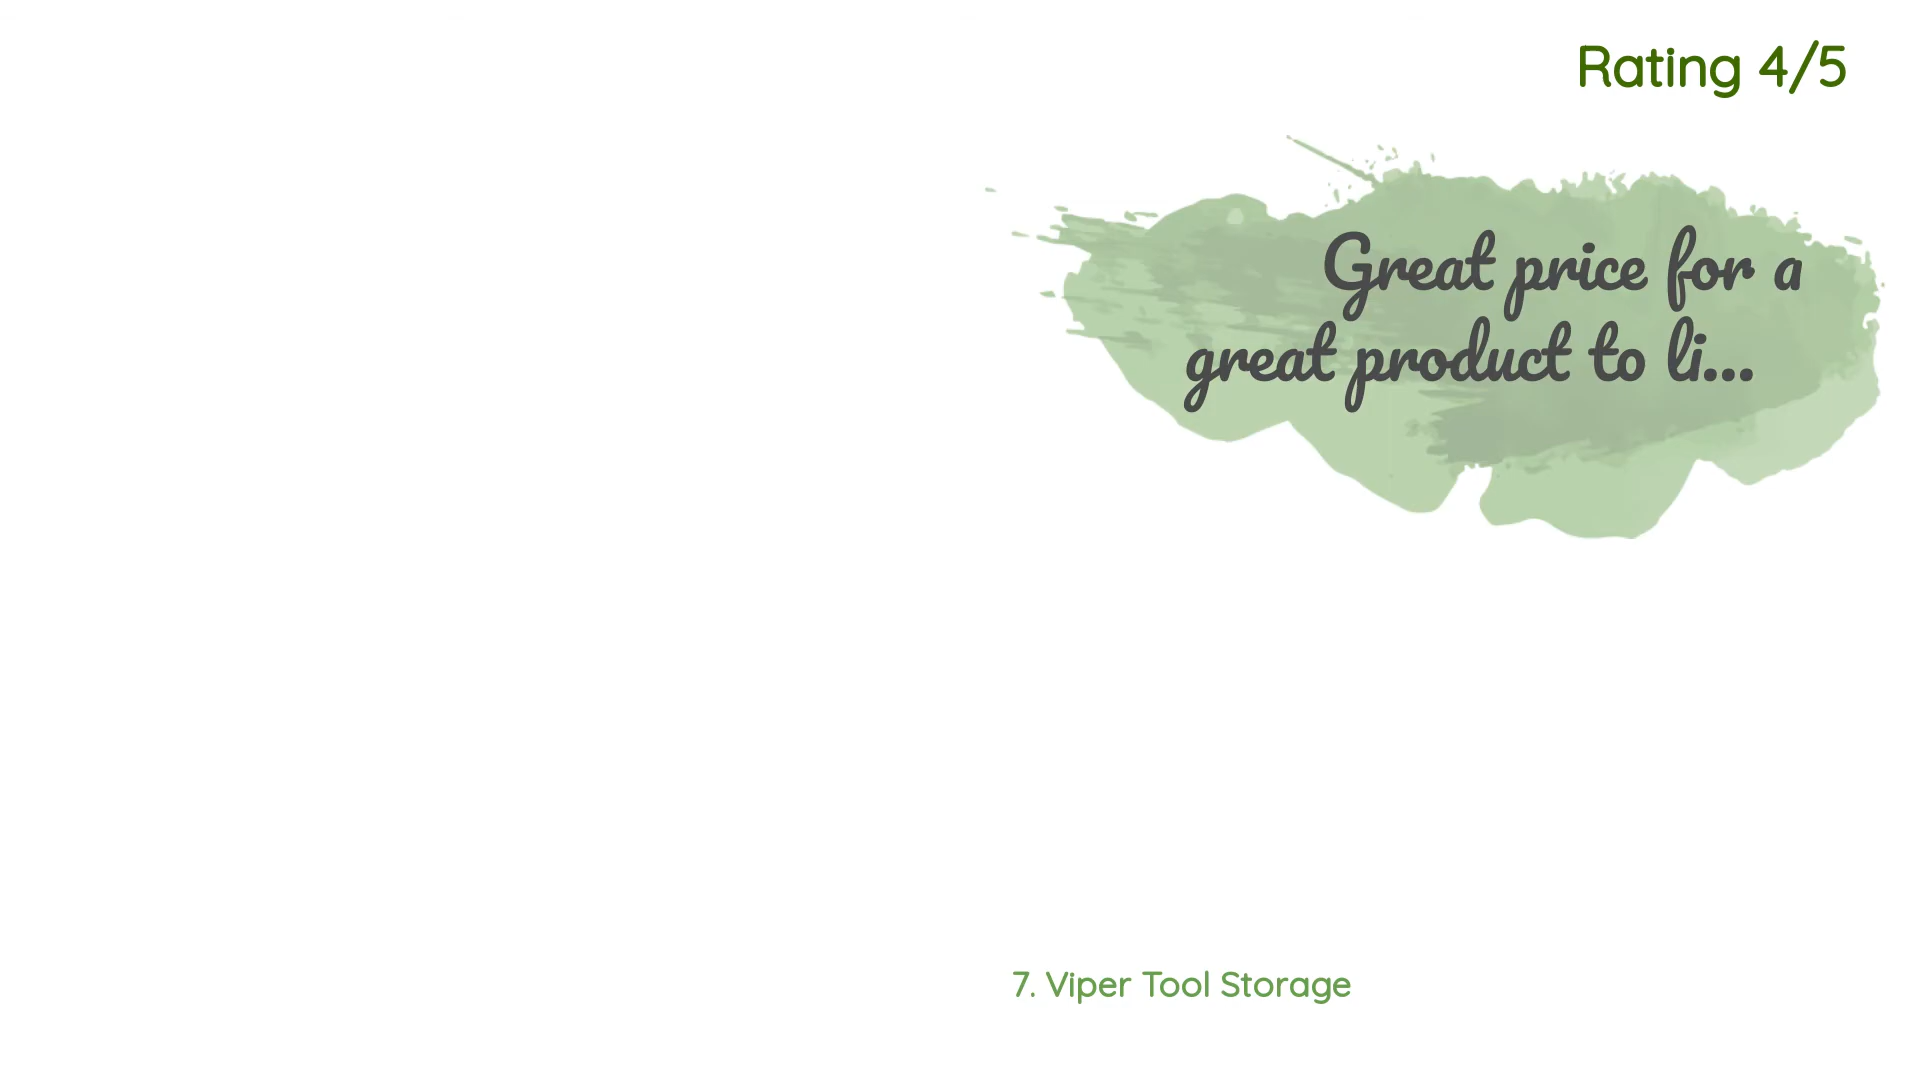 Rating 4/5
Great price for a
great product to li...
7. Viper Tool Storage